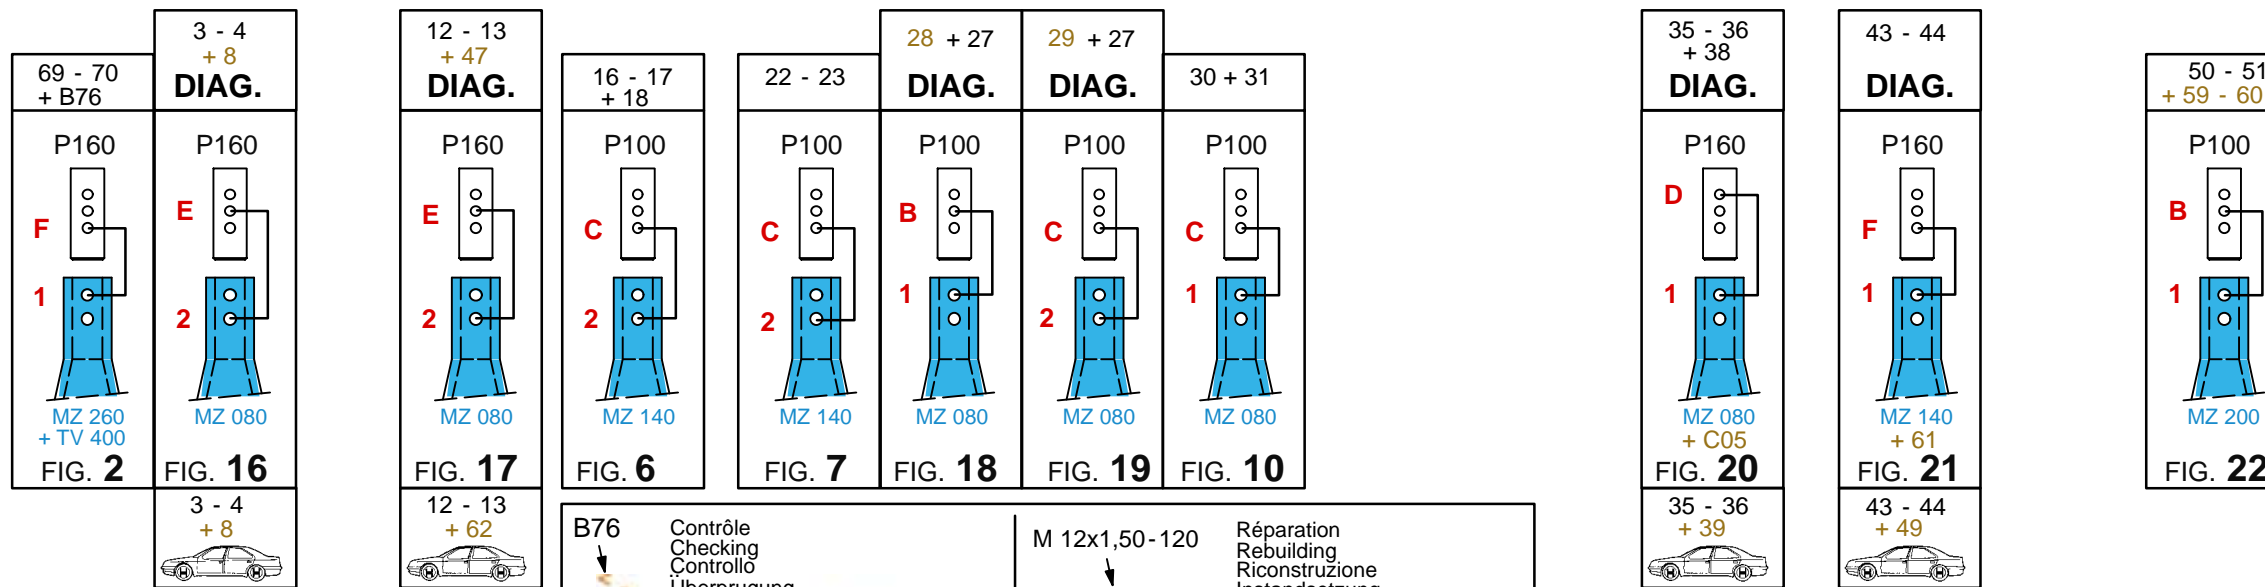 69 - 70
+ B76
P160
F
1
MZ 260
+ TV 400
FIG. 2
3 - 4
+ 8
DIAG.
P160
E
2
MZ 080
FIG. 16
3 - 4
+ 8
12 - 13
+ 47
DIAG.
P160
E
2
MZ 080
FIG. 17
12 - 13
+ 62
16 - 17
+ 18
P100
C
2
MZ 140
FIG. 6
22 - 23
P100
C
2
MZ 140
FIG. 7
28 + 27
DIAG.
P100
B
1
MZ 080
FIG. 18
29 + 27
DIAG.
P100
C
2
MZ 080
FIG. 19
30 + 31
P100
C
1
MZ 080
FIG. 10
35 - 36
+ 38
DIAG.
P160
D
1
MZ 080
+ C05
FIG. 20
35 - 36
+ 39
43 - 44
DIAG.
P160
F
1
MZ 140
+ 61
FIG. 21
43 - 44
+ 49
50 - 51
+ 59 - 60
P100
B
1
MZ 200
FIG. 22
B76
Contrôle
Checking
Controllo
M 12x1,50-120
Réparation
Rebuilding
Riconstruzione